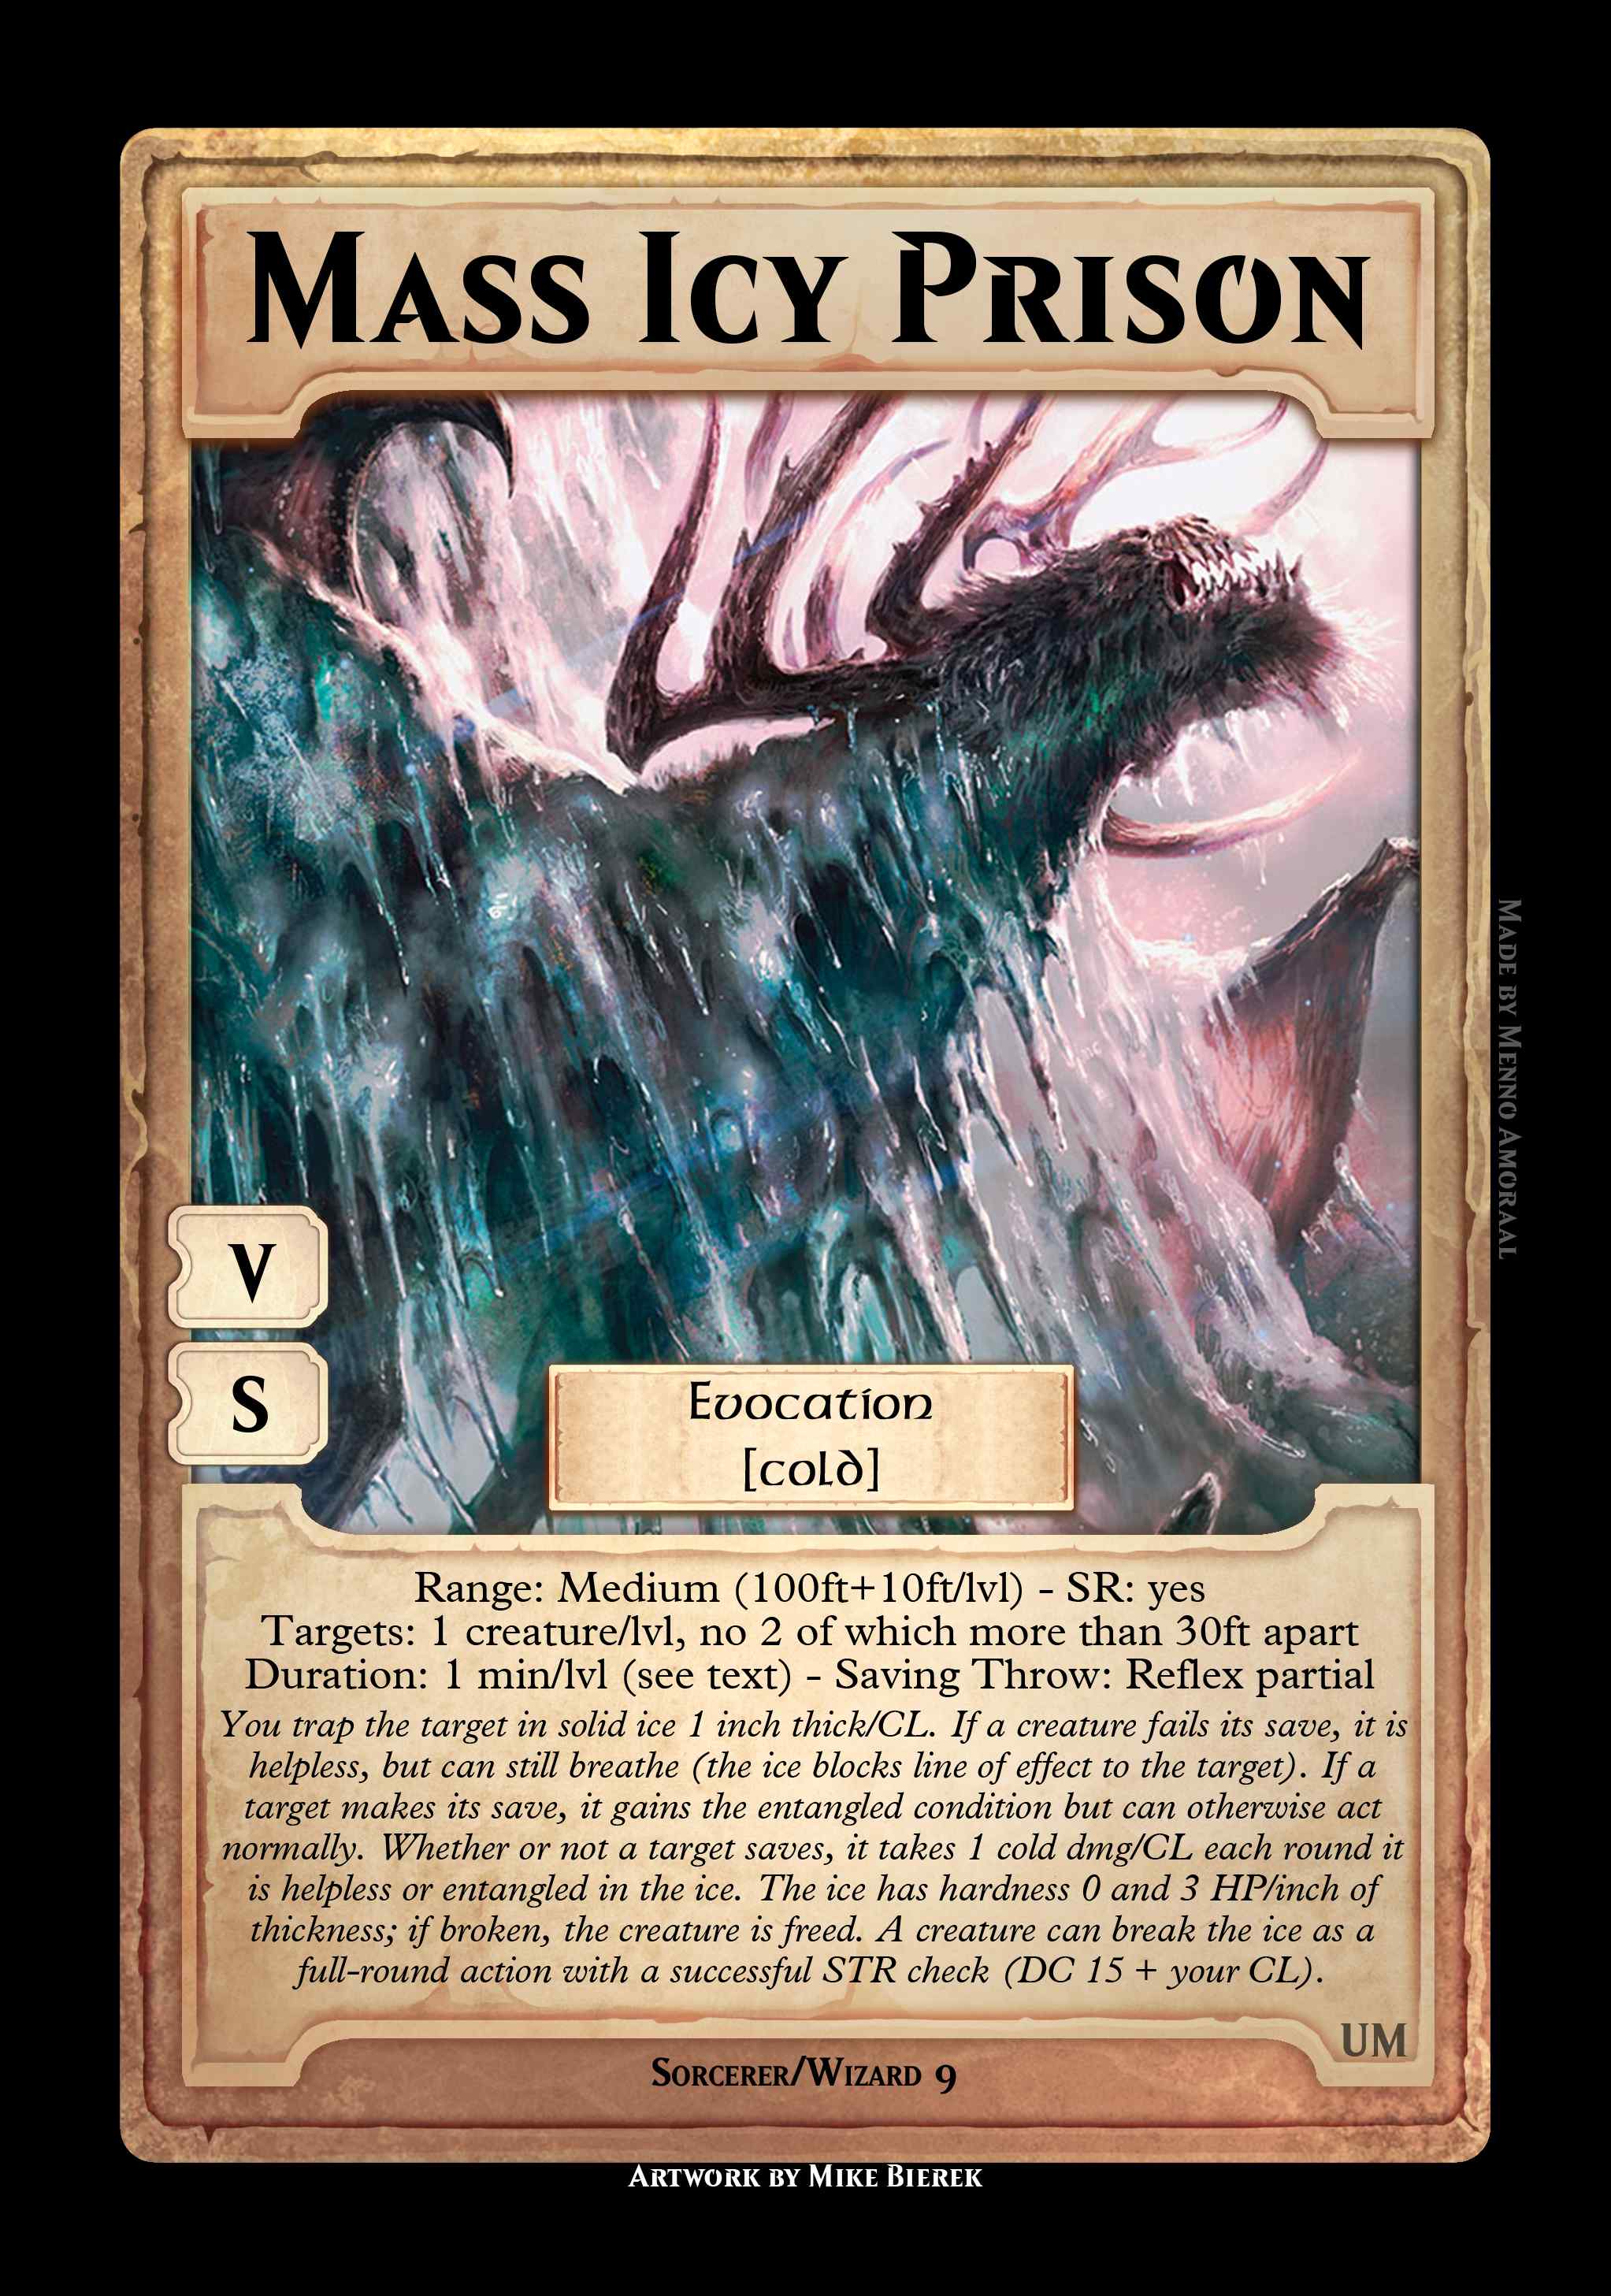 Mass Icy Prison
V
S
Evocation
[cold]
Range: Medium (100ft+10ft/lvl) - SR: yes
Targets: 1 creature/lvl, no 2 of which more than 30ft apart
Duration: 1 min/lvl (see text) - Saving Throw: Reflex partial
You trap the target in solid ice 1 inch thick/CL. If a creature fails its save, it is
helpless, but can still breathe (the ice blocks line of effect to the target). If a
target makes its save, it gains the entangled condition but can otherwise act
normally. Whether or not a target saves, it takes 1 cold dmg/CL each round it
is helpless or entangled in the ice. The ice has hardness 0 and 3 HP/inch of
thickness; if broken, the creature is freed. A creature can break the ice as a
full-round action with a successful STR check (DC 15 + your CL).
UM
Sorcerer/Wizard 9
Artwork by Mike Bierek
Made by Menno Amoraal